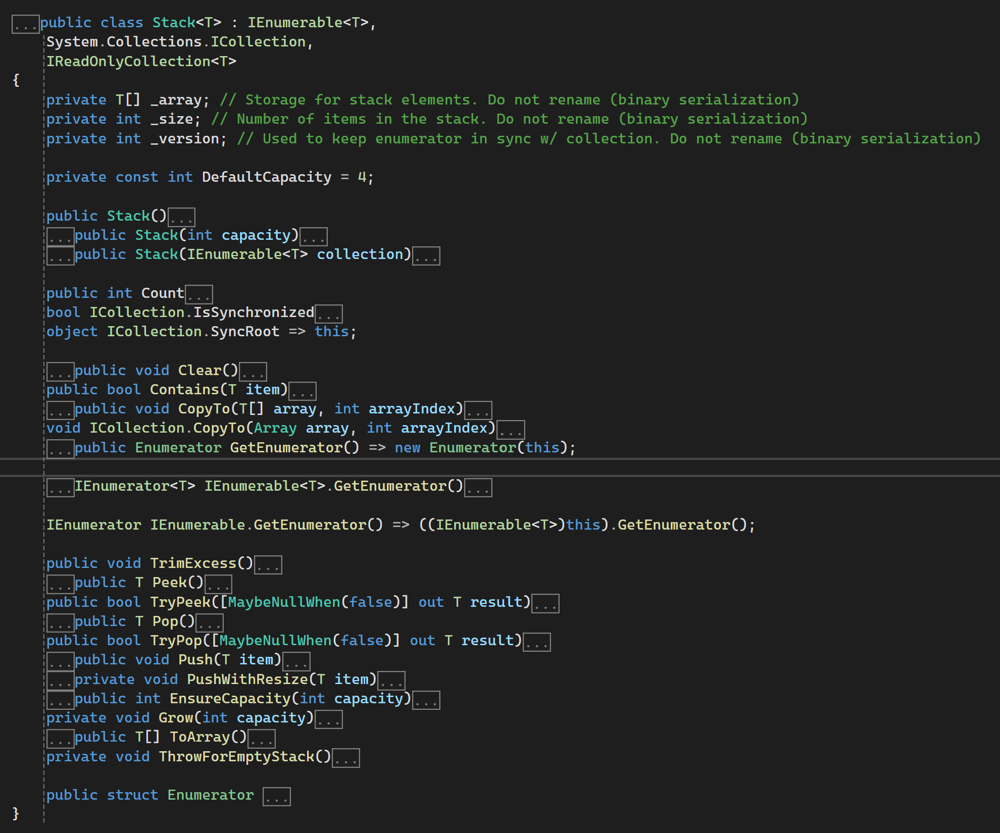 ...public class Stack<T> : IEnumerable<T>,
System.Collections.ICollection,
IReadOnlyCollection<T>
{
private T[] _array; // Storage for stack elements. Do not rename (binary serialization)
private int _size; // Number of items in the stack. Do not rename (binary serialization)
private int _version; // Used to keep enumerator in sync w/ collection. Do not rename (binary serialization)
private const int DefaultCapacity = 4;
public Stack()...
...public Stack(int capacity)...
...public Stack(IEnumerable<T> collection)...
public int Count...
bool ICollection.IsSynchronized...
object ICollection.SyncRoot => this;
...public void Clear()...
public bool Contains(T item)...
...public void CopyTo(T[] array, int arrayIndex)...
void ICollection.CopyTo(Array array, int arrayIndex)...
...public Enumerator GetEnumerator() => new Enumerator(this);
...IEnumerator<T> IEnumerable<T>.GetEnumerator()...
IEnumerator IEnumerable.GetEnumerator() => ((IEnumerable<T>)this).GetEnumerator();
public void TrimExcess()...
...public T Peek()...
public bool TryPeek([MaybeNullWhen(false)] out T result)...
...public T Pop()...
public bool TryPop([MaybeNullWhen(false)] out T result)...
...public void Push(T item)...
...private void PushWithResize(T item)...
...public int EnsureCapacity(int capacity)...
private void Grow(int capacity)...
...public T[] ToArray()...
private void ThrowForEmptyStack()...
public struct Enumerator ...
}